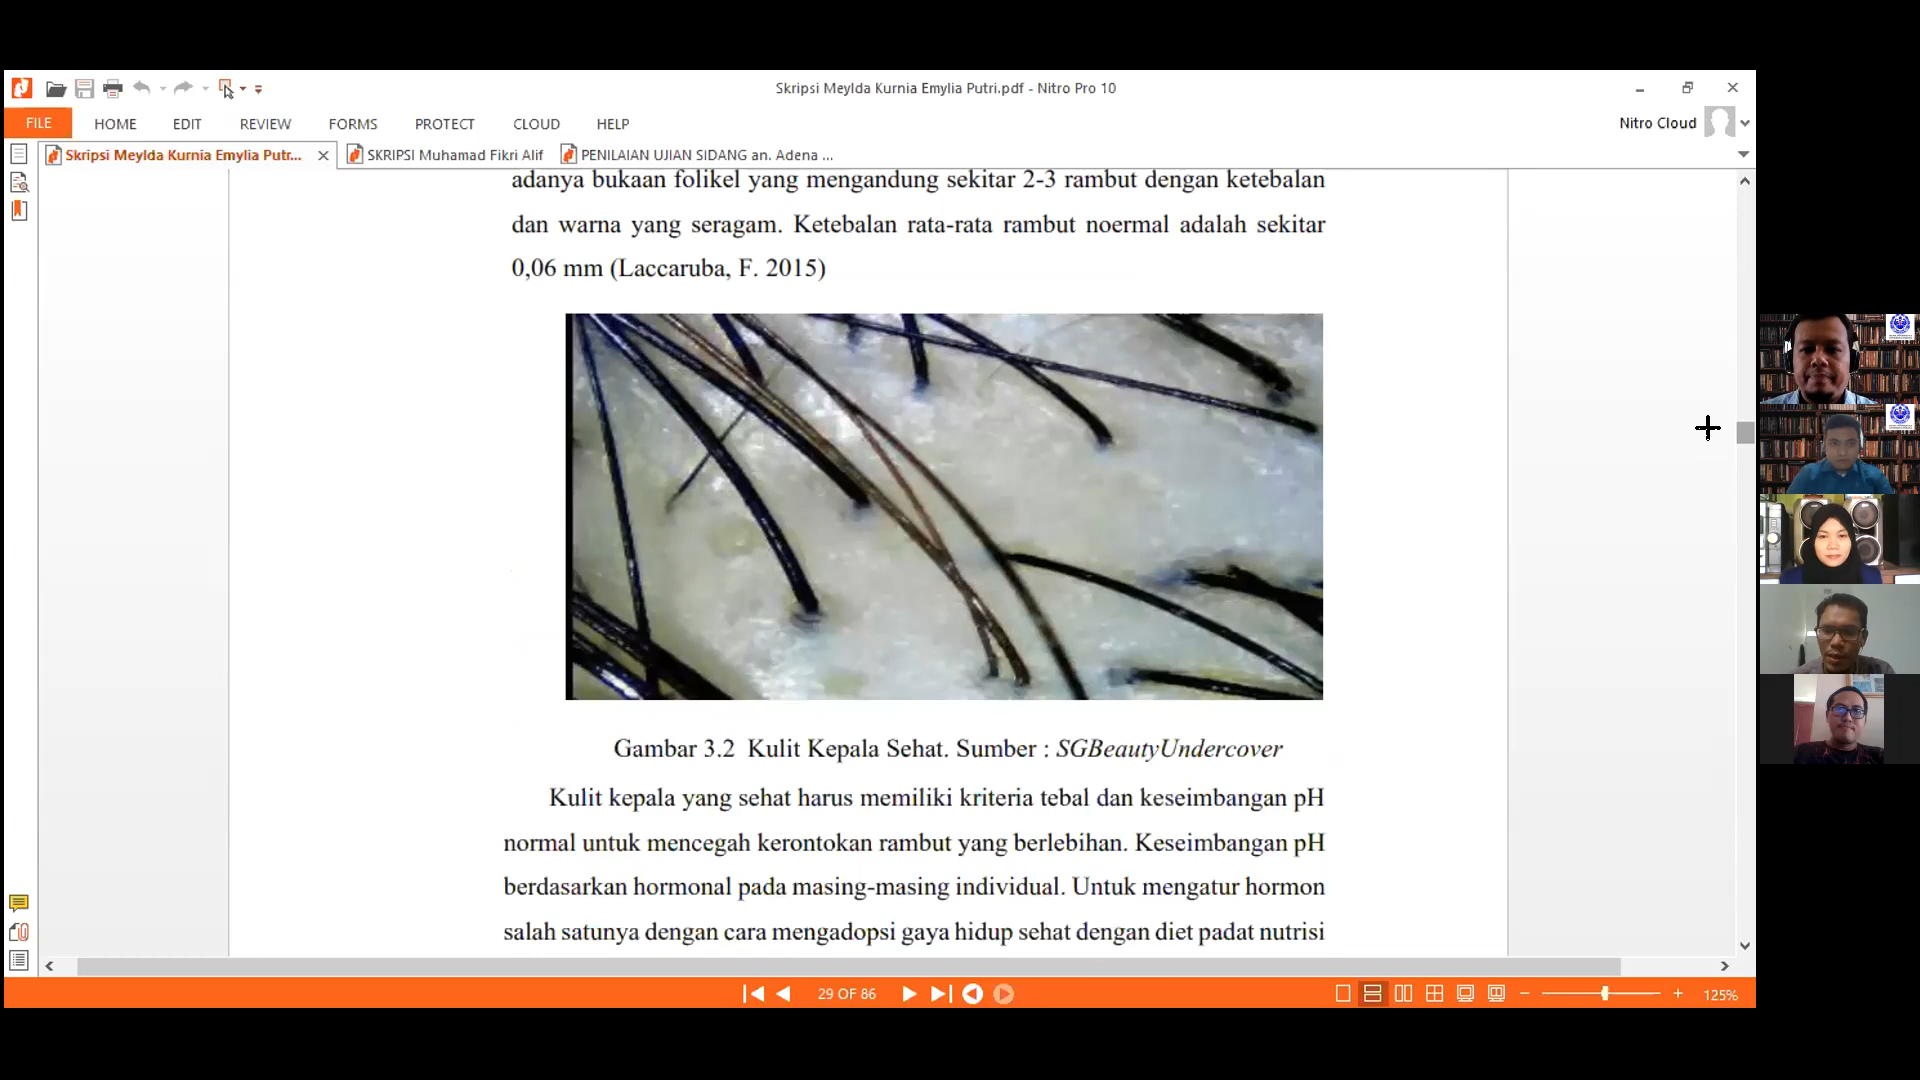 Skripsi Meylda Kurnia Emylia Putri.pdf - Nitro Pro 10
FILE HOME EDIT REVIEW FORMS PROTECT CLOUD HELP
Nitro Cloud
Skripsi Meylda Kurnia Emylia Putr... SKRIPSI Muhamad Fikri Alif PENILAIAN UJIAN SIDANG an. Adena ...
adanya bukaan folikel yang mengandung sekitar 2-3 rambut dengan ketebalan
dan warna yang seragam. Ketebalan rata-rata rambut noermal adalah sekitar
0,06 mm (Laccaruba, F. 2015)
Gambar 3.2 Kulit Kepala Sehat. Sumber : SGBeautyUndercover
Kulit kepala yang sehat harus memiliki kriteria tebal dan keseimbangan pH
normal untuk mencegah kerontokan rambut yang berlebihan. Keseimbangan pH
berdasarkan hormonal pada masing-masing individual. Untuk mengatur hormon
salah satunya dengan cara mengadopsi gaya hidup sehat dengan diet padat nutrisi
29 OF 86
125%